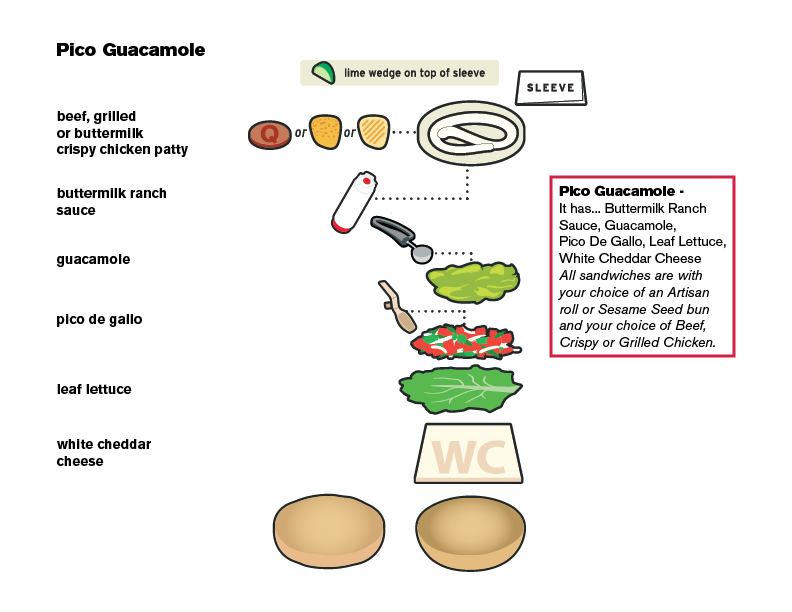 Pico Guacamole
lime wedge on top of sleeve
SLEEVE
beef, grilled
or buttermilk
crispy chicken patty
Q or or
buttermilk ranch
sauce
guacamole
pico de gallo
leaf lettuce
white cheddar
cheese
WC
Pico Guacamole -
It has... Buttermilk Ranch
Sauce, Guacamole,
Pico De Gallo, Leaf Lettuce,
White Cheddar Cheese
All sandwiches are with
your choice of an Artisan
roll or Sesame Seed bun
and your choice of Beef,
Crispy or Grilled Chicken.